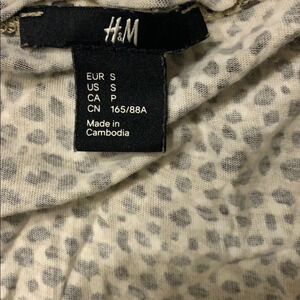 H&M
EUR S
US S
CA P
CN 165/88A
Made in
Cambodia